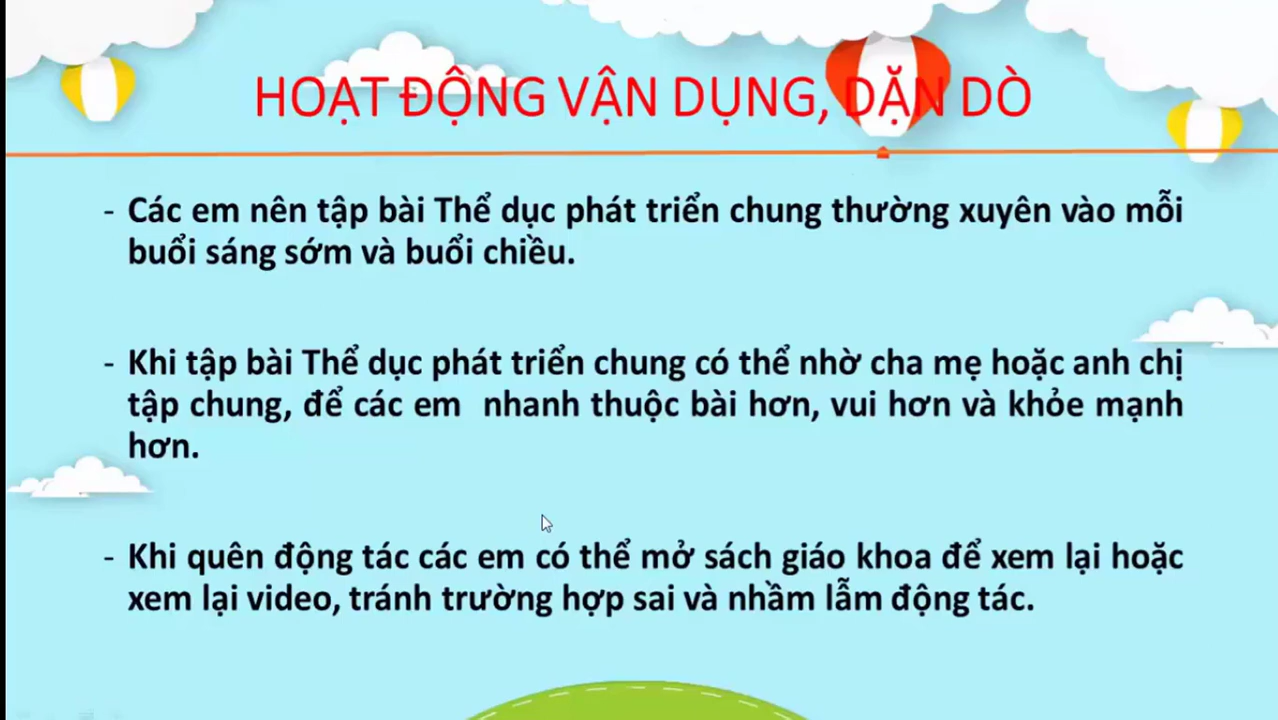 HOẠT ĐỘNG VẬN DỤNG, DẶN DÒ
- Các em nên tập bài Thể dục phát triển chung thường xuyên vào mỗi
buổi sáng sớm và buổi chiều.
- Khi tập bài Thể dục phát triển chung có thể nhờ cha mẹ hoặc anh chị
tập chung, để các em nhanh thuộc bài hơn, vui hơn và khỏe mạnh
hơn.
- Khi quên động tác các em có thể mở sách giáo khoa để xem lại hoặc
xem lại video, tránh trường hợp sai và nhầm lẫm động tác.